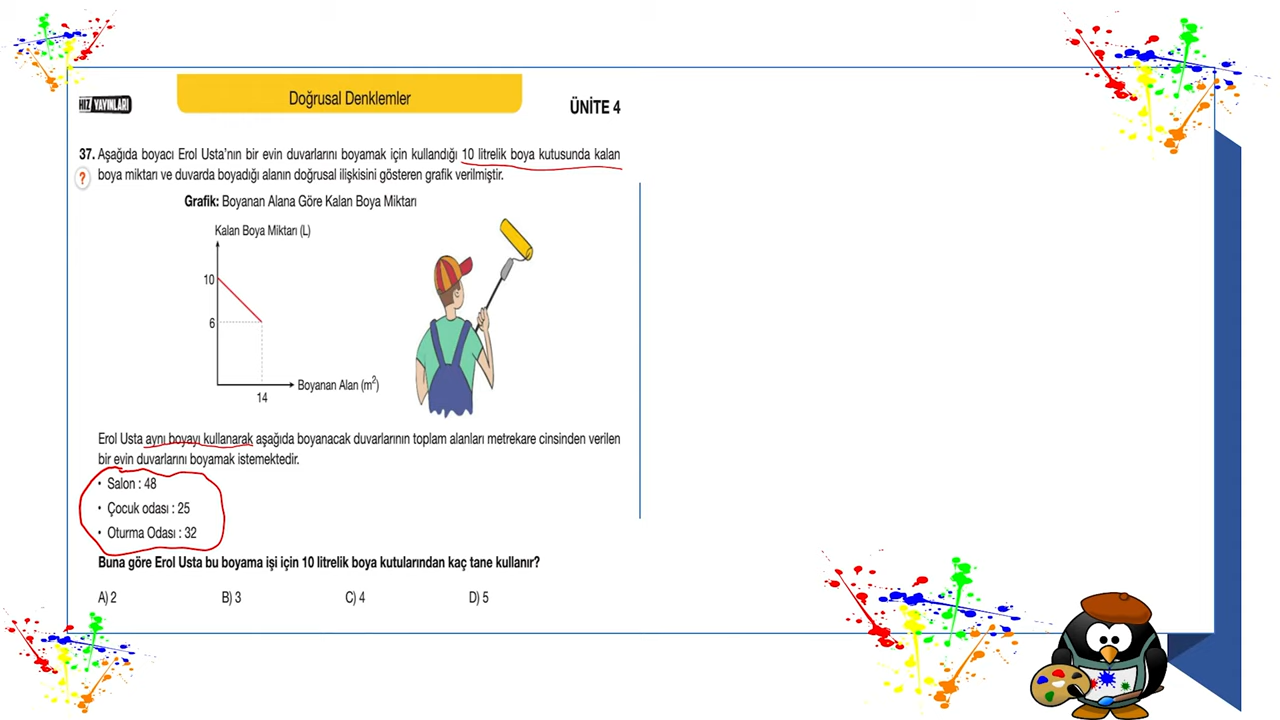 HIZ YAYINLARI
Doğrusal Denklemler
ÜNİTE 4
37. Aşağıda boyacı Erol Usta'nın bir evin duvarlarını boyamak için kullandığı 10 litrelik boya kutusunda kalan
? boya miktarı ve duvarda boyadığı alanın doğrusal ilişkisini gösteren grafik verilmiştir.
Grafik: Boyanan Alana Göre Kalan Boya Miktarı
Kalan Boya Miktarı (L)
10
6
Boyanan Alan (m²)
14
Erol Usta aynı boyayı kullanarak aşağıda boyanacak duvarlarının toplam alanları metrekare cinsinden verilen
bir evin duvarlarını boyamak istemektedir.
• Salon : 48
• Çocuk odası : 25
• Oturma Odası : 32
Buna göre Erol Usta bu boyama işi için 10 litrelik boya kutularından kaç tane kullanır?
A) 2 B) 3 C) 4 D) 5